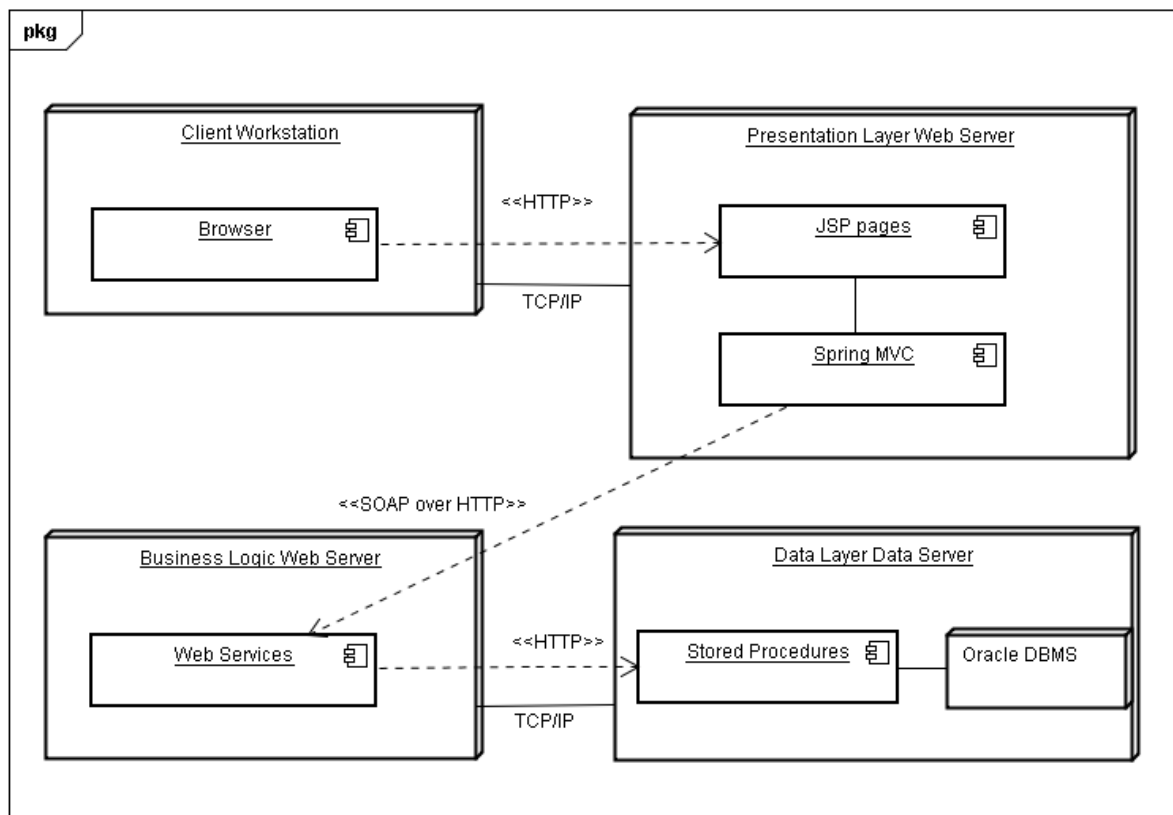 pkg
Client Workstation
Presentation Layer Web Server
<<HTTP>>
Browser
JSP pages
TCP/IP
Spring MVC
<<SOAP over HTTP>>
Business Logic Web Server
Data Layer Data Server
<<HTTP>>
Web Services
Stored Procedures
Oracle DBMS
TCP/IP